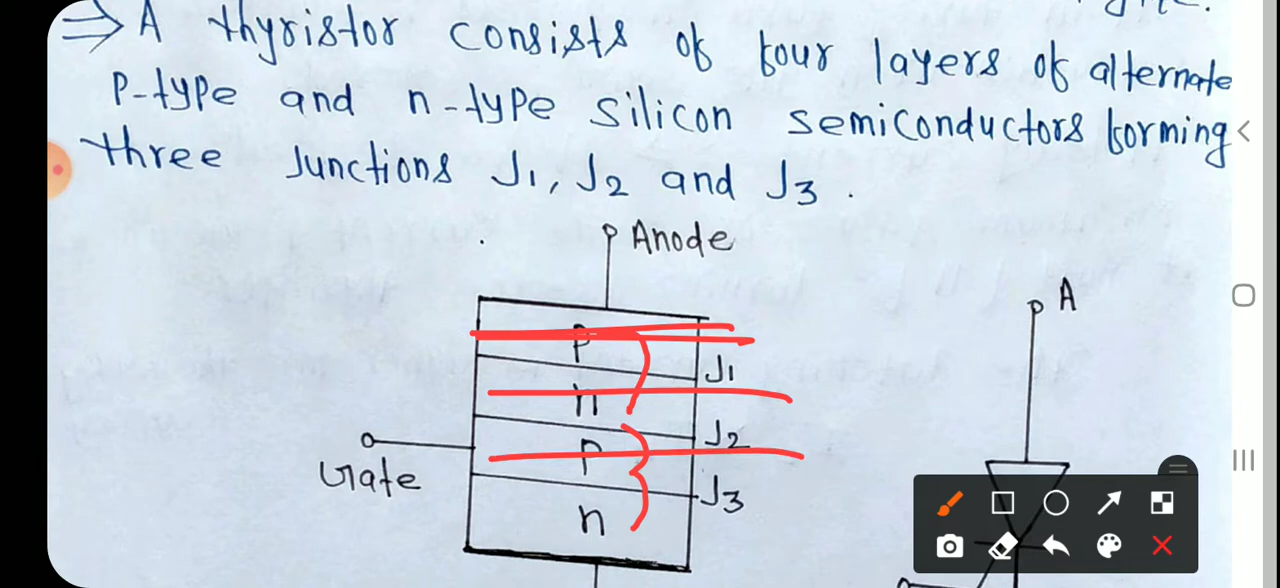 ⇒ A thyristor consists of four layers of alternate
P-type and n-type silicon semiconductors forming
three Junctions J1, J2 and J3.
Anode
A
P
J1
n
J2
P
Gate
J3
n